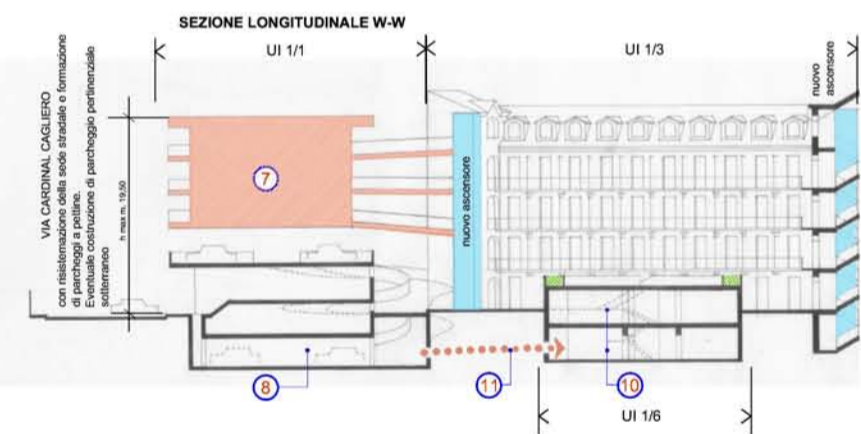 SEZIONE LONGITUDINALE W-W
UI 1/1
UI 1/3
VIA CARDINAL CAGLIERO
con risistemazione della sede stradale e formazione
di parcheggi a pettine.
Eventuale costruzione di parcheggio pertinenziale
sotterraneo
h max m. 19,50
7
nuovo ascensore
nuovo
ascensore
8
11
10
UI 1/6